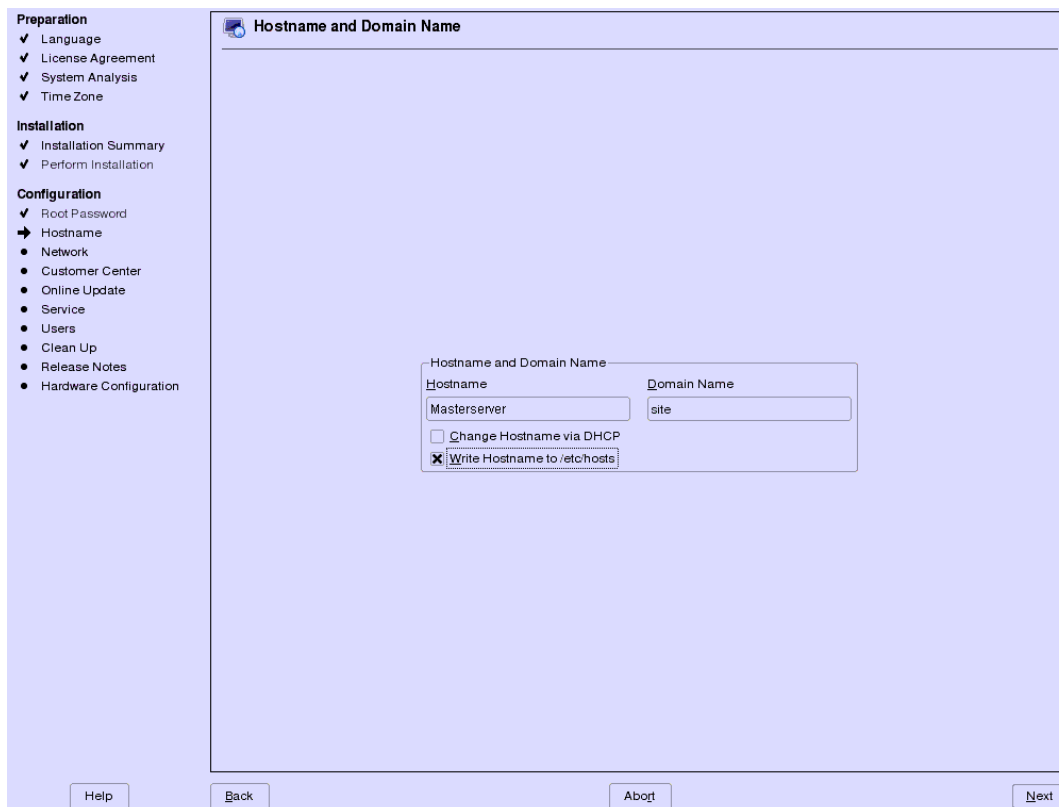 Preparation
Language
License Agreement
System Analysis
Time Zone
Installation
Installation Summary
Perform Installation
Configuration
Root Password
Hostname
Network
Customer Center
Online Update
Service
Users
Clean Up
Release Notes
Hardware Configuration
Hostname and Domain Name
Hostname and Domain Name
Hostname Domain Name
Masterserver site
Change Hostname via DHCP
Write Hostname to /etc/hosts
Help Back Abort Next